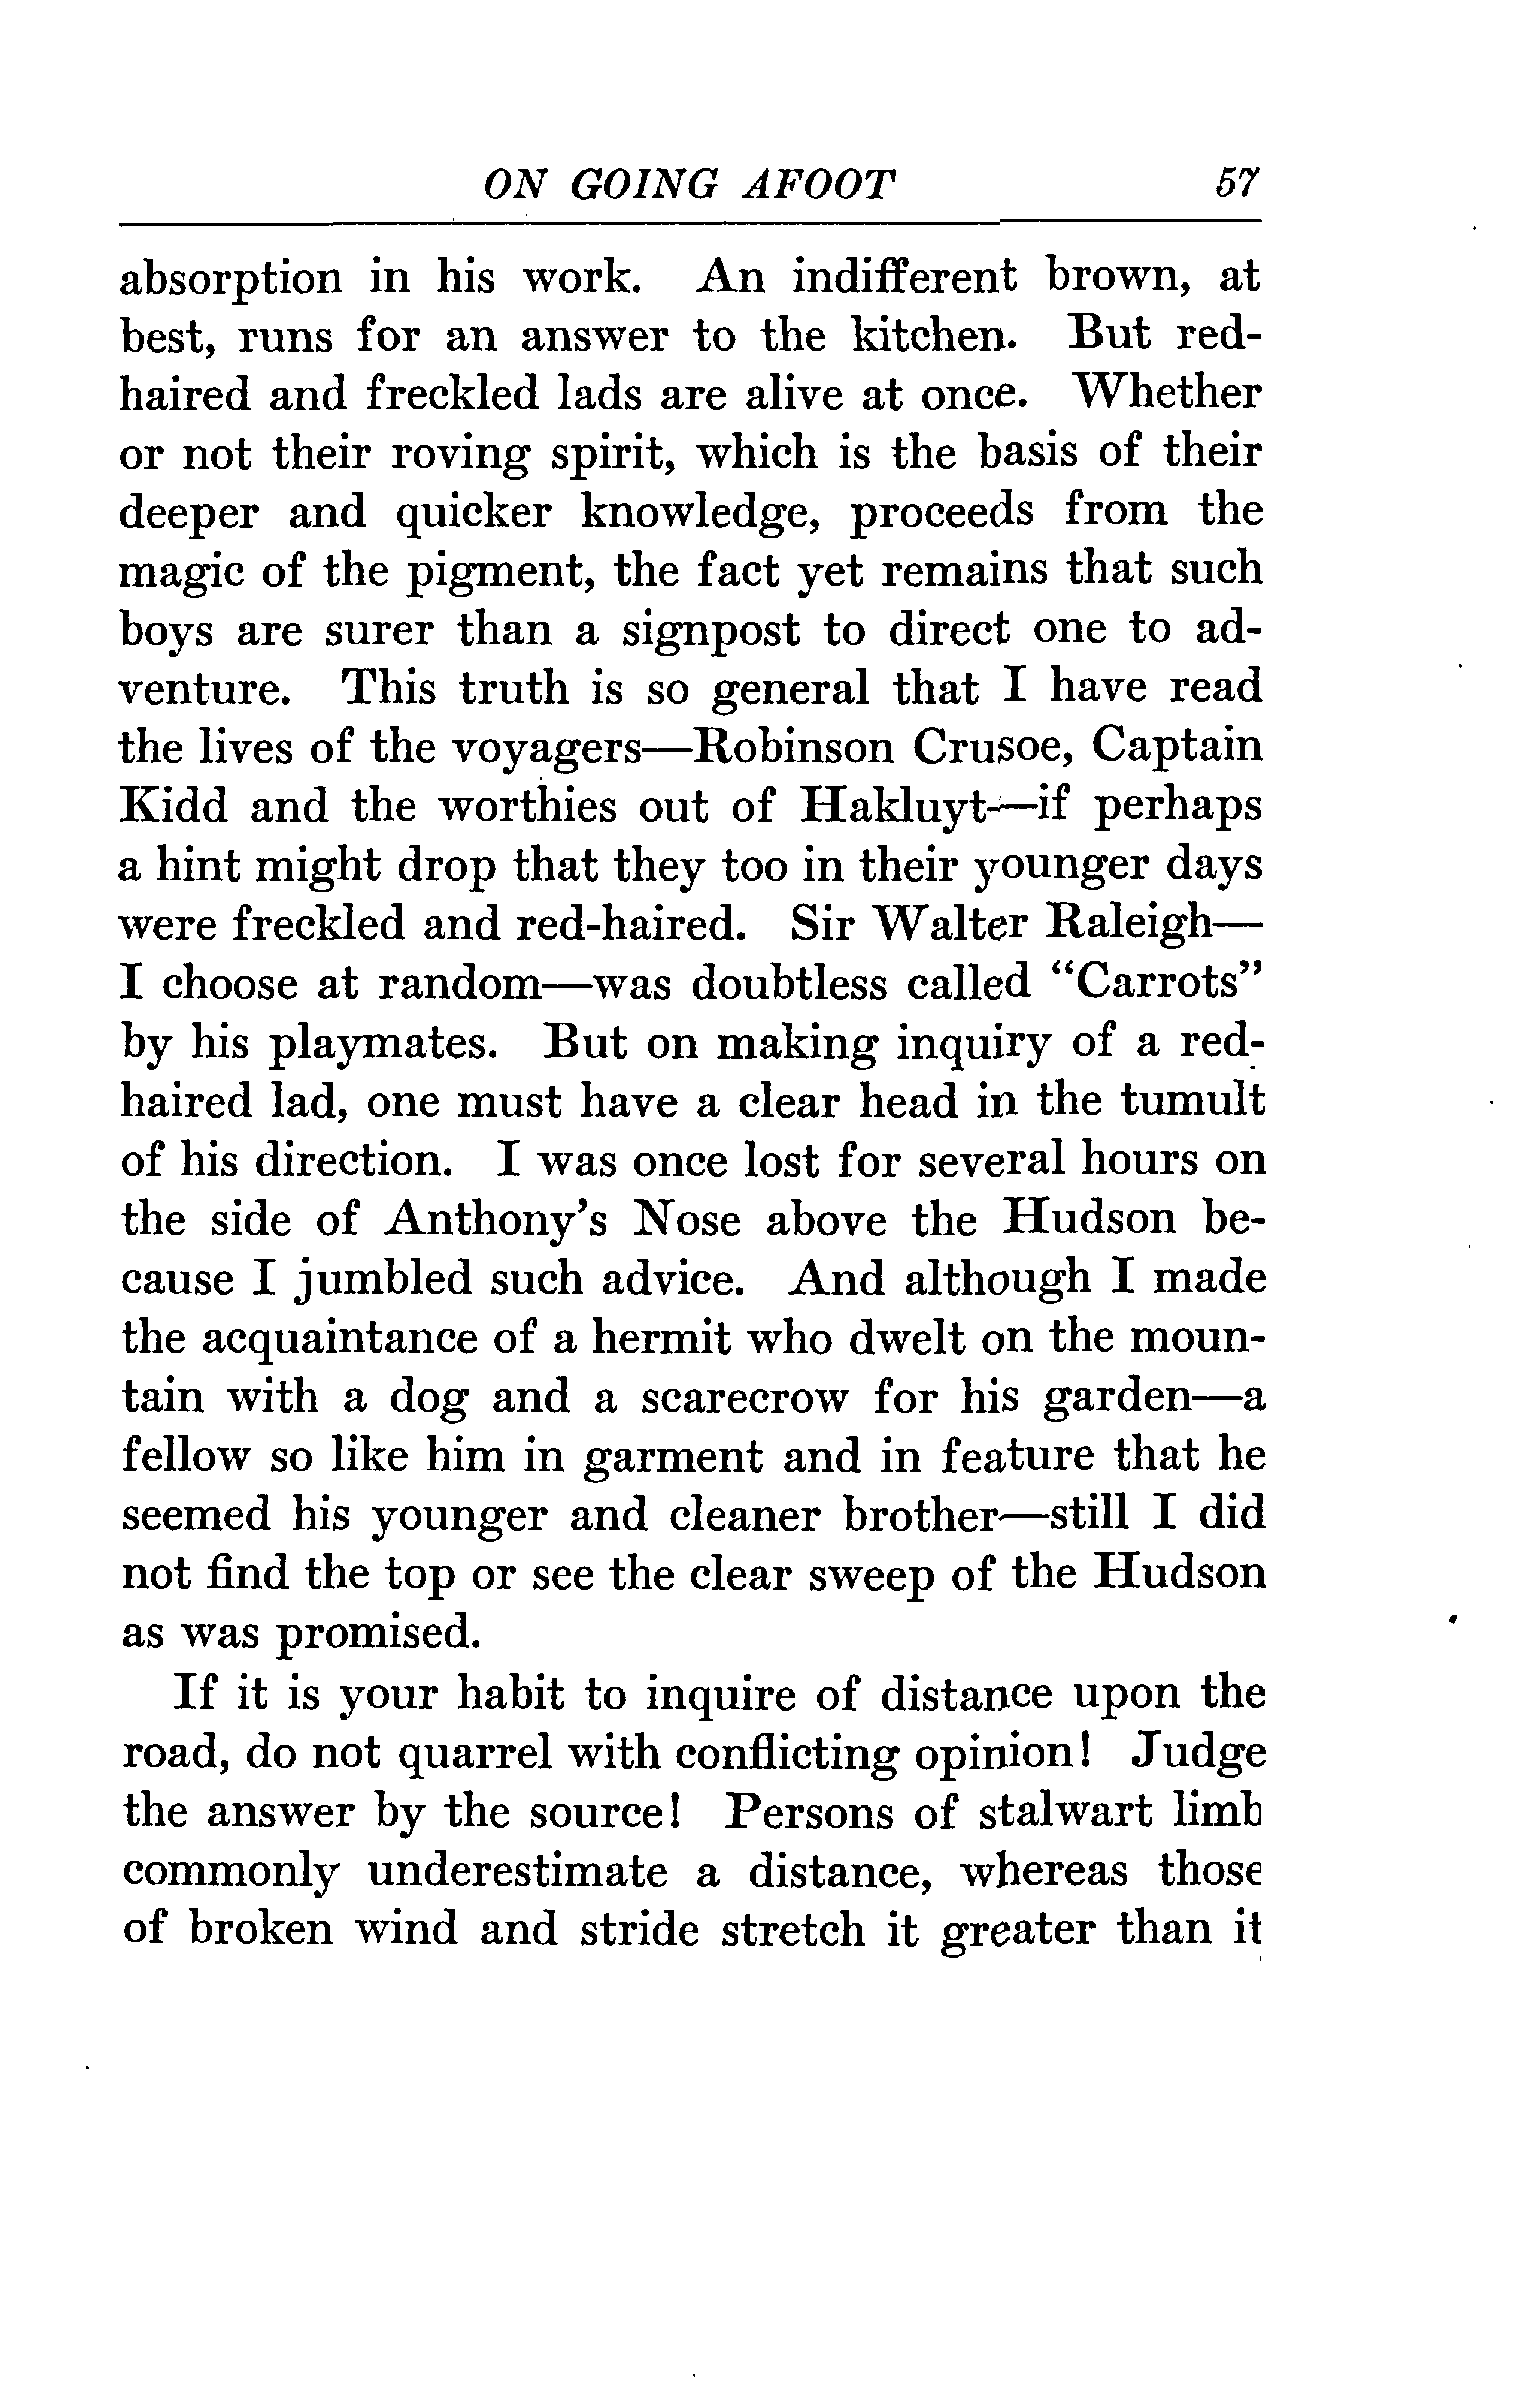 ON GOING AFOOT 57
absorption in his work. An indifferent brown, at
best, runs for an answer to the kitchen. But red-
haired and freckled lads are alive at once. Whether
or not their roving spirit, which is the basis of their
deeper and quicker knowledge, proceeds from the
magic of the pigment, the fact yet remains that such
boys are surer than a signpost to direct one to ad-
venture. This truth is so general that I have read
the lives of the voyagers—Robinson Crusoe, Captain
Kidd and the worthies out of Hakluyt—if perhaps
a hint might drop that they too in their younger days
were freckled and red-haired. Sir Walter Raleigh—
I choose at random—was doubtless called “Carrots”
by his playmates. But on making inquiry of a red-
haired lad, one must have a clear head in the tumult
of his direction. I was once lost for several hours on
the side of Anthony’s Nose above the Hudson be-
cause I jumbled such advice. And although I made
the acquaintance of a hermit who dwelt on the moun-
tain with a dog and a scarecrow for his garden—a
fellow so like him in garment and in feature that he
seemed his younger and cleaner brother—still I did
not find the top or see the clear sweep of the Hudson
as was promised.
If it is your habit to inquire of distance upon the
road, do not quarrel with conflicting opinion! Judge
the answer by the source! Persons of stalwart limb
commonly underestimate a distance, whereas those
of broken wind and stride stretch it greater than it